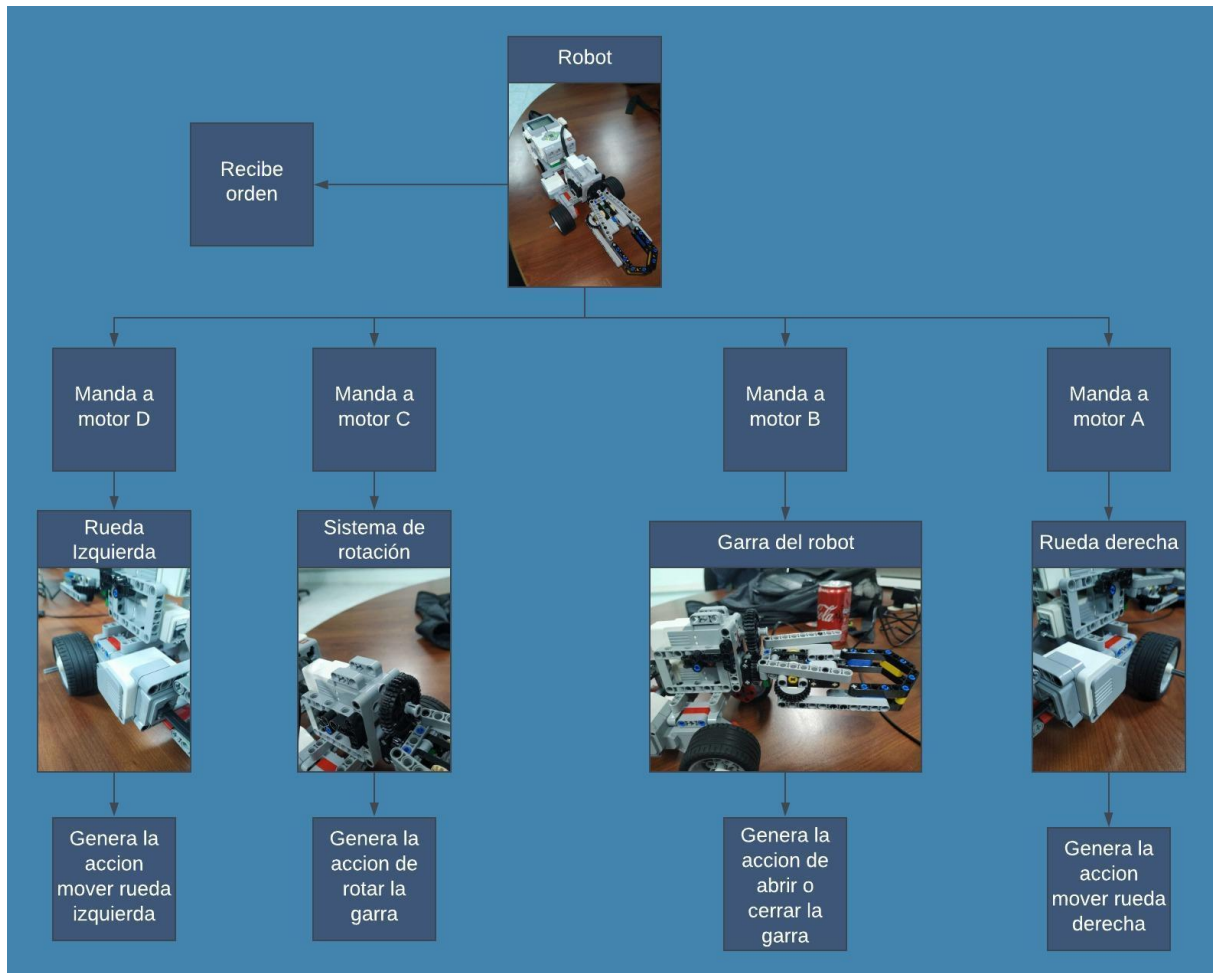 Robot
Recibe
orden
Manda a
motor D
Manda a
motor C
Manda a
motor B
Manda a
motor A
Rueda
Izquierda
Sistema de
rotación
Garra del robot
Rueda derecha
Coca-Cola
Genera la
accion
mover rueda
izquierda
Genera la
accion de
rotar la
garra
Genera la
accion de
abrir o
cerrar la
garra
Genera la
accion
mover rueda
derecha